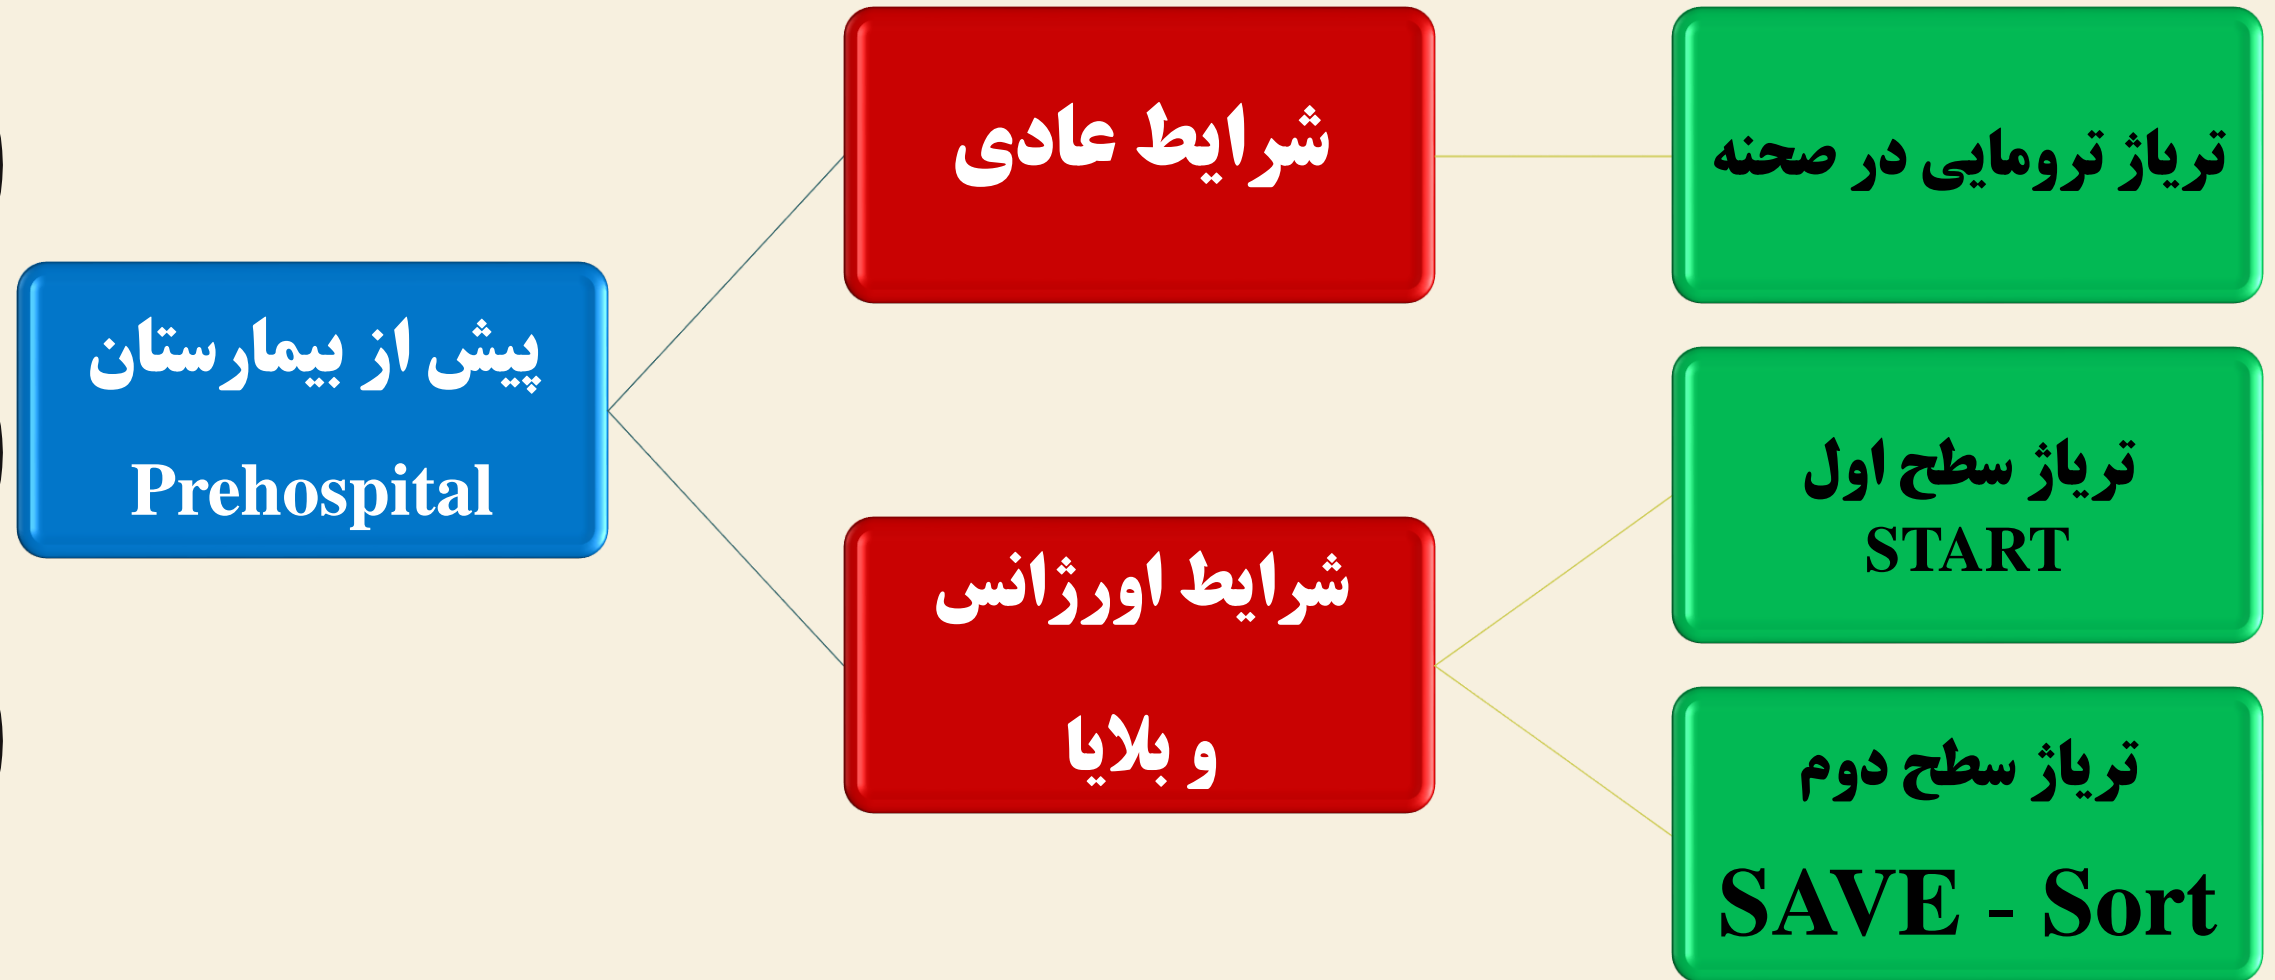 پیش از بیمارستان
Prehospital
شرایط عادی
تریاژ ترومایی در صحنه
شرایط اورژانس
و بلایا
تریاژ سطح اول
START
تریاژ سطح دوم
SAVE - Sort